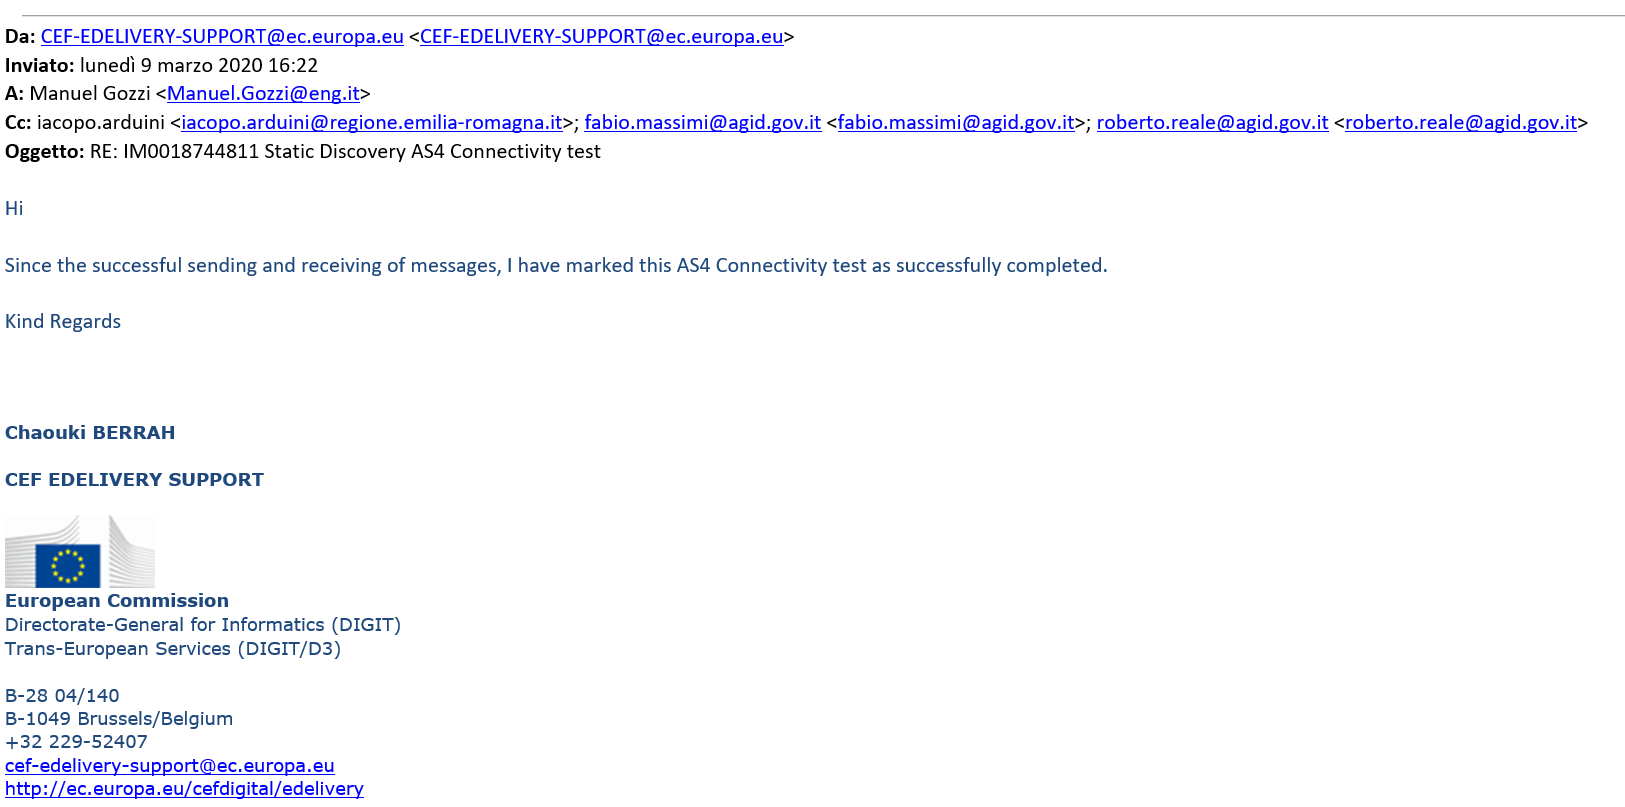 Da: CEF-EDELIVERY-SUPPORT@ec.europa.eu <CEF-EDELIVERY-SUPPORT@ec.europa.eu>
Inviato: lunedì 9 marzo 2020 16:22
A: Manuel Gozzi <Manuel.Gozzi@eng.it>
Cc: iacopo.arduini <iacopo.arduini@regione.emilia-romagna.it>; fabio.massimi@agid.gov.it <fabio.massimi@agid.gov.it>; roberto.reale@agid.gov.it <roberto.reale@agid.gov.it>
Oggetto: RE: IM0018744811 Static Discovery AS4 Connectivity test
Hi
Since the successful sending and receiving of messages, I have marked this AS4 Connectivity test as successfully completed.
Kind Regards
Chaouki BERRAH
CEF EDELIVERY SUPPORT
European Commission
Directorate-General for Informatics (DIGIT)
Trans-European Services (DIGIT/D3)
B-28 04/140
B-1049 Brussels/Belgium
+32 229-52407
cef-edelivery-support@ec.europa.eu
http://ec.europa.eu/cefdigital/edelivery